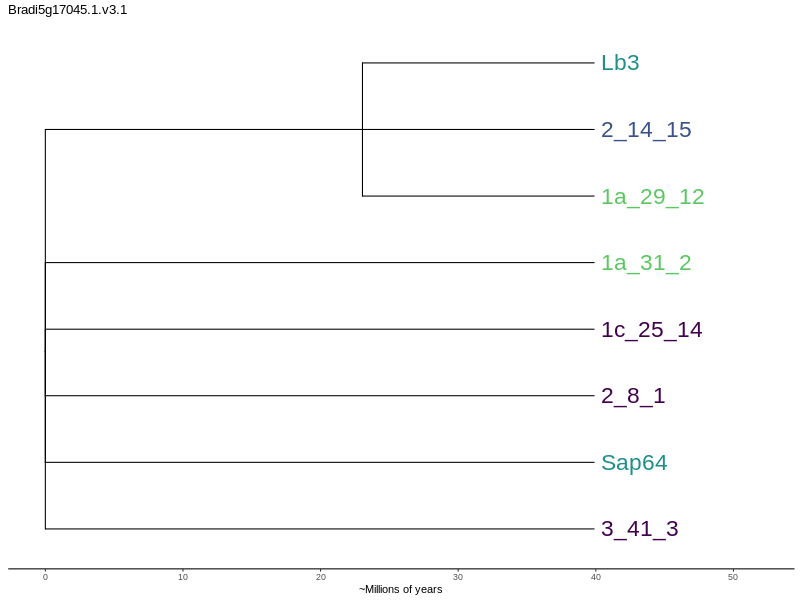 Bradi5g17045.1.v3.1
Lb3
2_14_15
1a_29_12
1a_31_2
1c_25_14
2_8_1
Sap64
3_41_3
0 10 20 30 40 50
~Millions of years